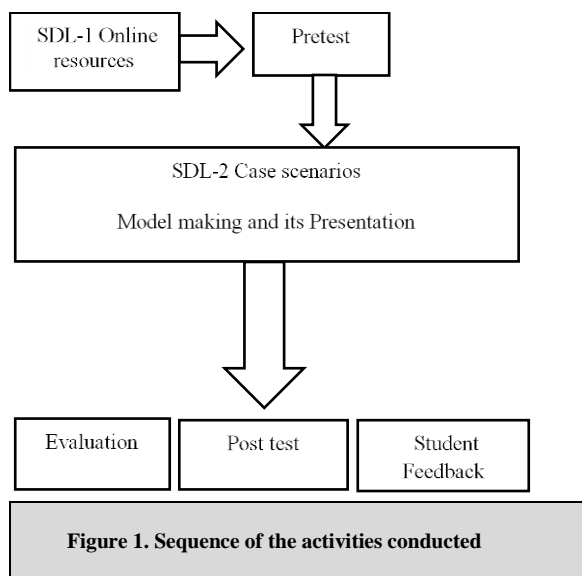 SDL-1 Online
resources
Pretest
SDL-2 Case scenarios
Model making and its Presentation
Evaluation
Post test
Student
Feedback
Figure 1. Sequence of the activities conducted